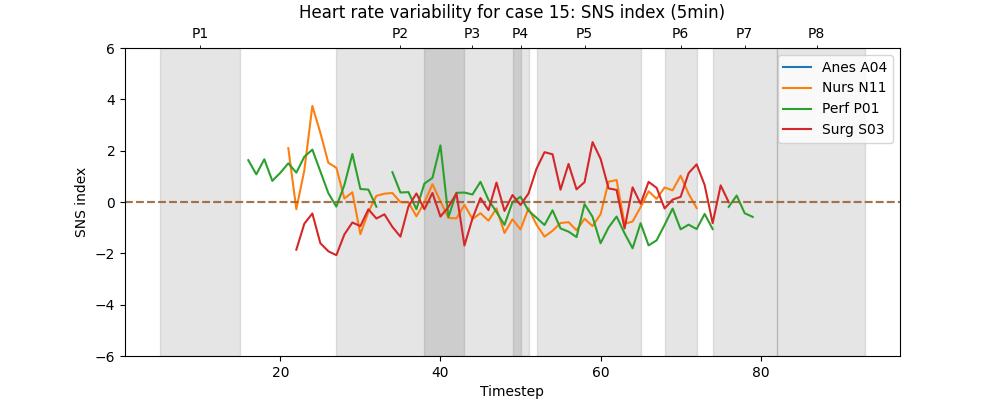 Heart rate variability for case 15: SNS index (5min)
P1 P2 P3 P4 P5 P6 P7 P8
6
4
2
0
−2
−4
−6
SNS index
Anes A04
Nurs N11
Perf P01
Surg S03
20 40 60 80
Timestep